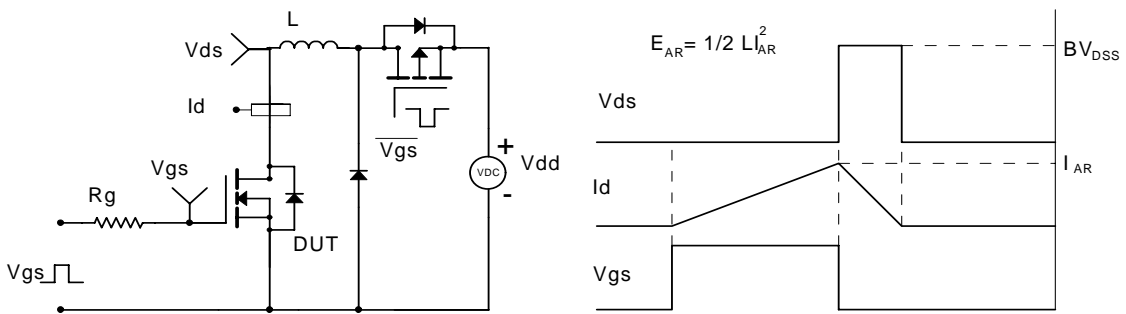 L
Vds
Id
Vgs
Vgs
+
Vdd
VDC
-
Vgs
Rg
DUT
Vgs
E_AR= 1/2 LI_AR^2
BV_DSS
Vds
I_AR
Id
Vgs